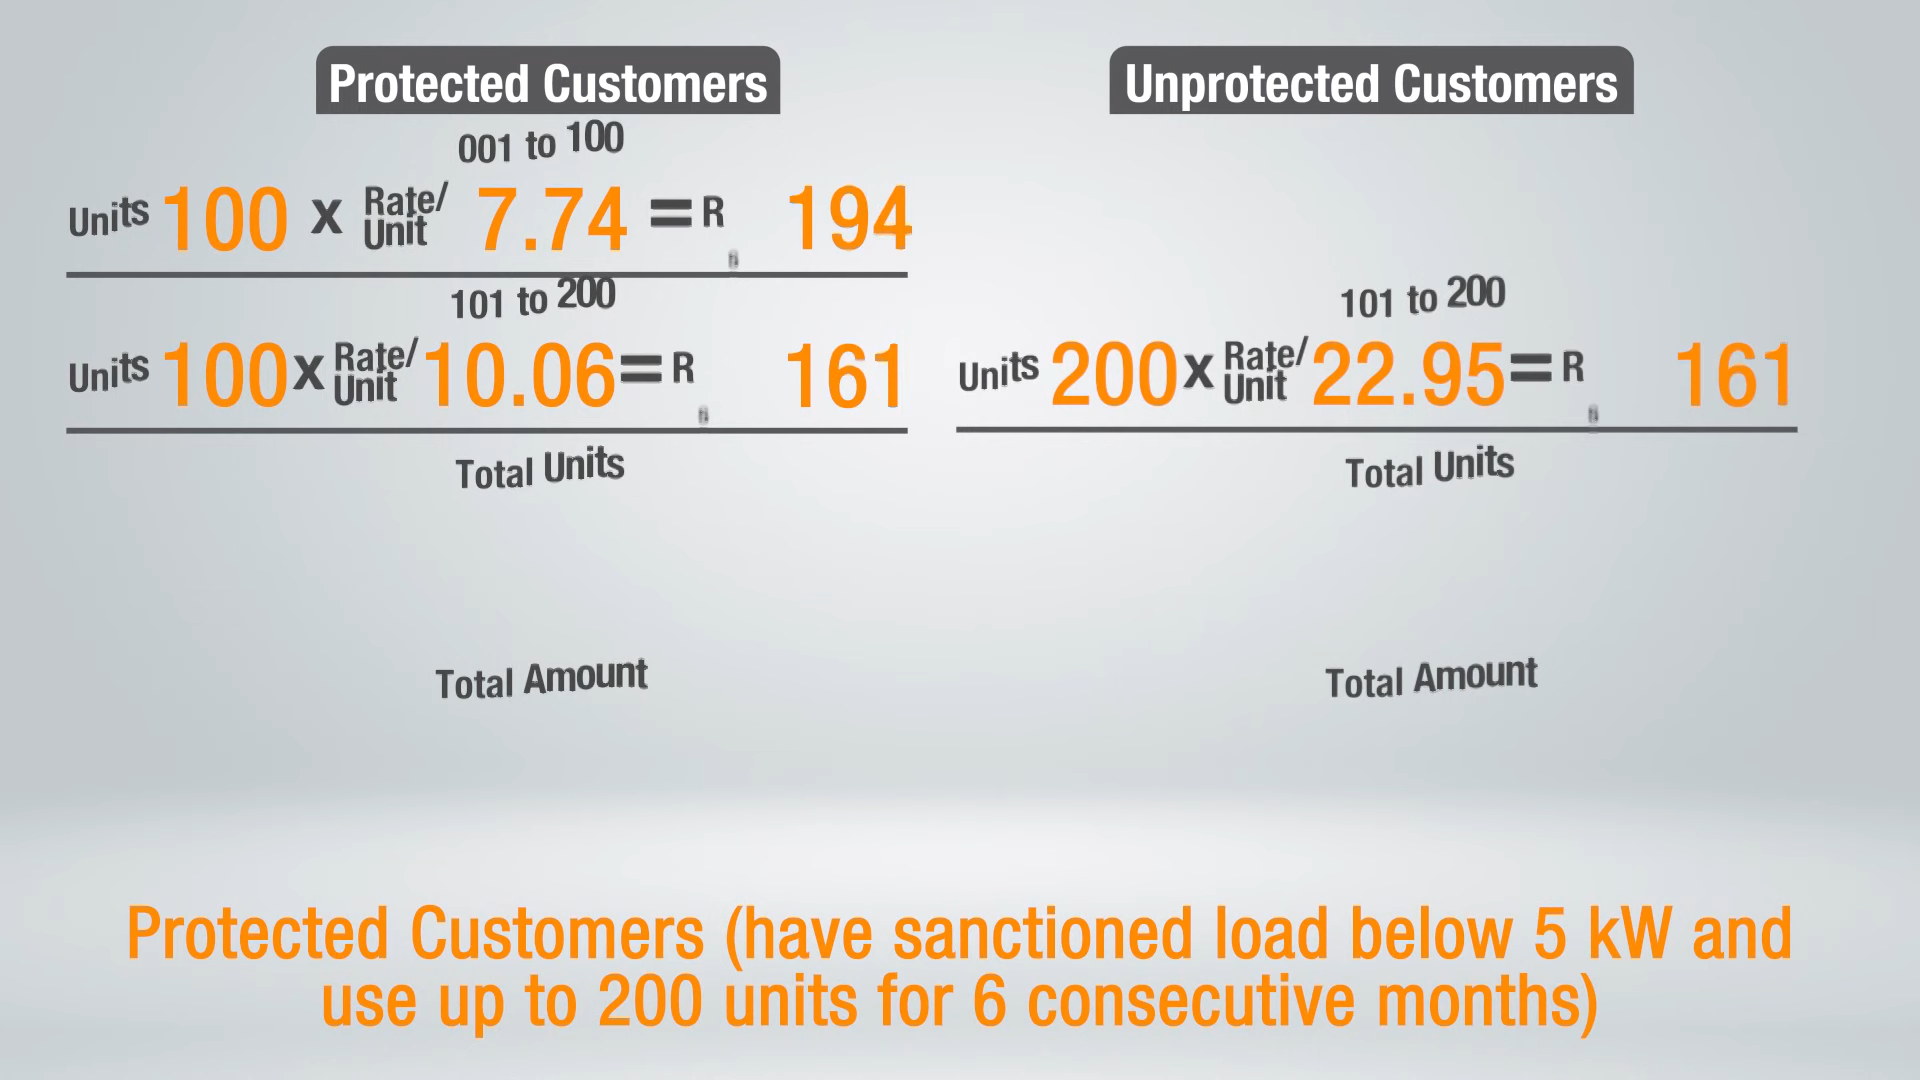 Protected Customers
001 to 100
Units 100 x Rate/Unit 7.74 = R 194
101 to 200
Units 100 x Rate/Unit 10.06 = R 161
Total Units
Total Amount
Unprotected Customers
101 to 200
Units 200 x Rate/Unit 22.95 = R 161
Total Units
Total Amount
Protected Customers (have sanctioned load below 5 kW and
use up to 200 units for 6 consecutive months)